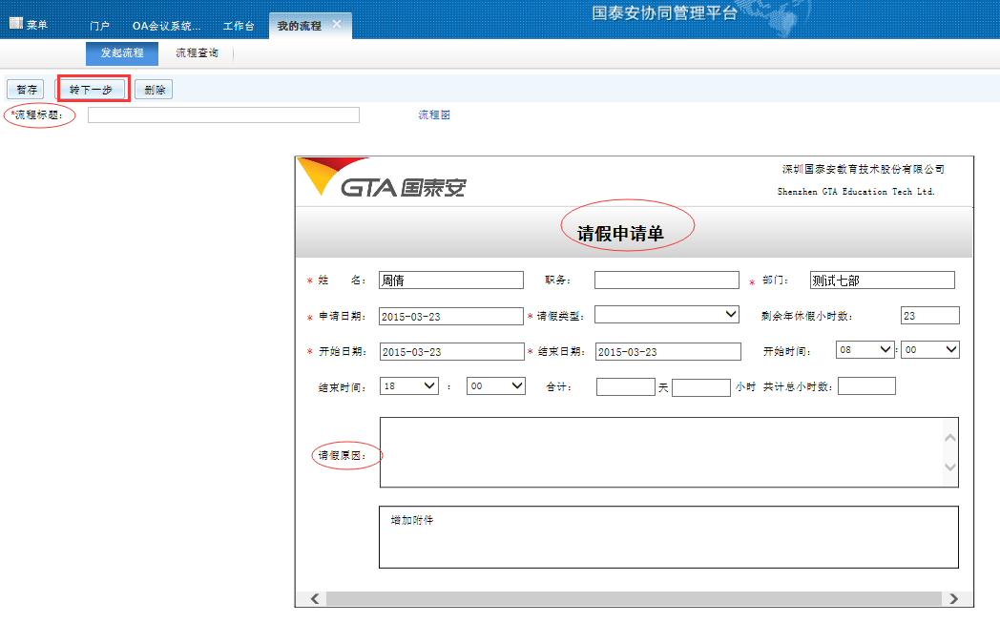 国泰安协同管理平台
菜单 门户 OA会议系统... 工作台 我的流程
发起流程 流程查询
暂存 转下一步 删除
*流程标题: 流程图
GTA 国泰安
深圳国泰安教育技术股份有限公司
Shenzhen GTA Education Tech Ltd.
请假申请单
* 姓 名: 周倩 职务: * 部门: 测试七部
* 申请日期: 2015-03-23 * 请假类型: 剩余年休假小时数: 23
* 开始日期: 2015-03-23 * 结束日期: 2015-03-23 开始时间: 08 : 00
结束时间: 18 : 00 合计: 天 小时 共计总小时数:
请假原因:
增加附件